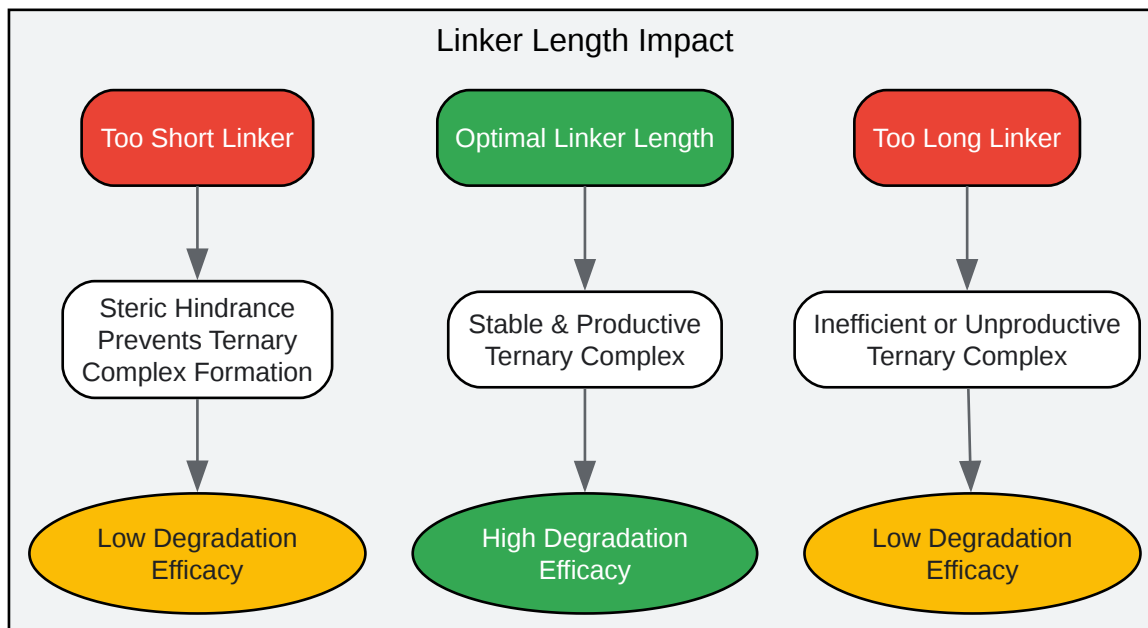 Linker Length Impact
Too Short Linker
Optimal Linker Length
Too Long Linker
Steric Hindrance
Prevents Ternary
Complex Formation
Stable & Productive
Ternary Complex
Inefficient or Unproductive
Ternary Complex
Low Degradation
Efficacy
High Degradation
Efficacy
Low Degradation
Efficacy